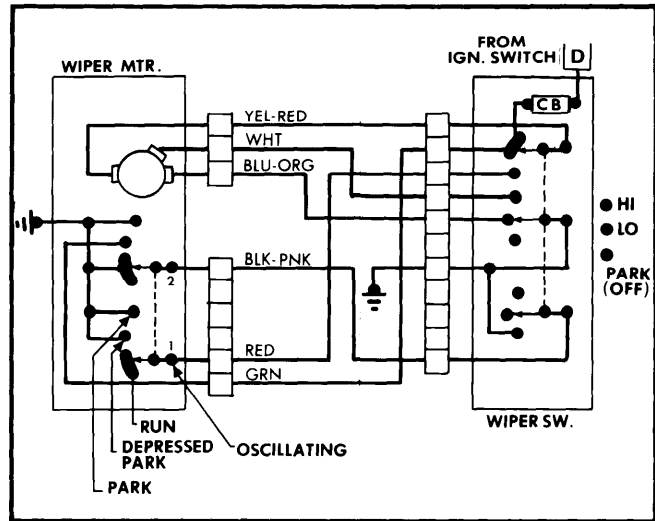 FROM
IGN. SWITCH D
WIPER MTR.
CB
YEL-RED
WHT
BLU-ORG
HI
LO
PARK
(OFF)
BLK-PNK
2
1
RED
GRN
RUN
OSCILLATING
DEPRESSED
PARK
PARK
WIPER SW.